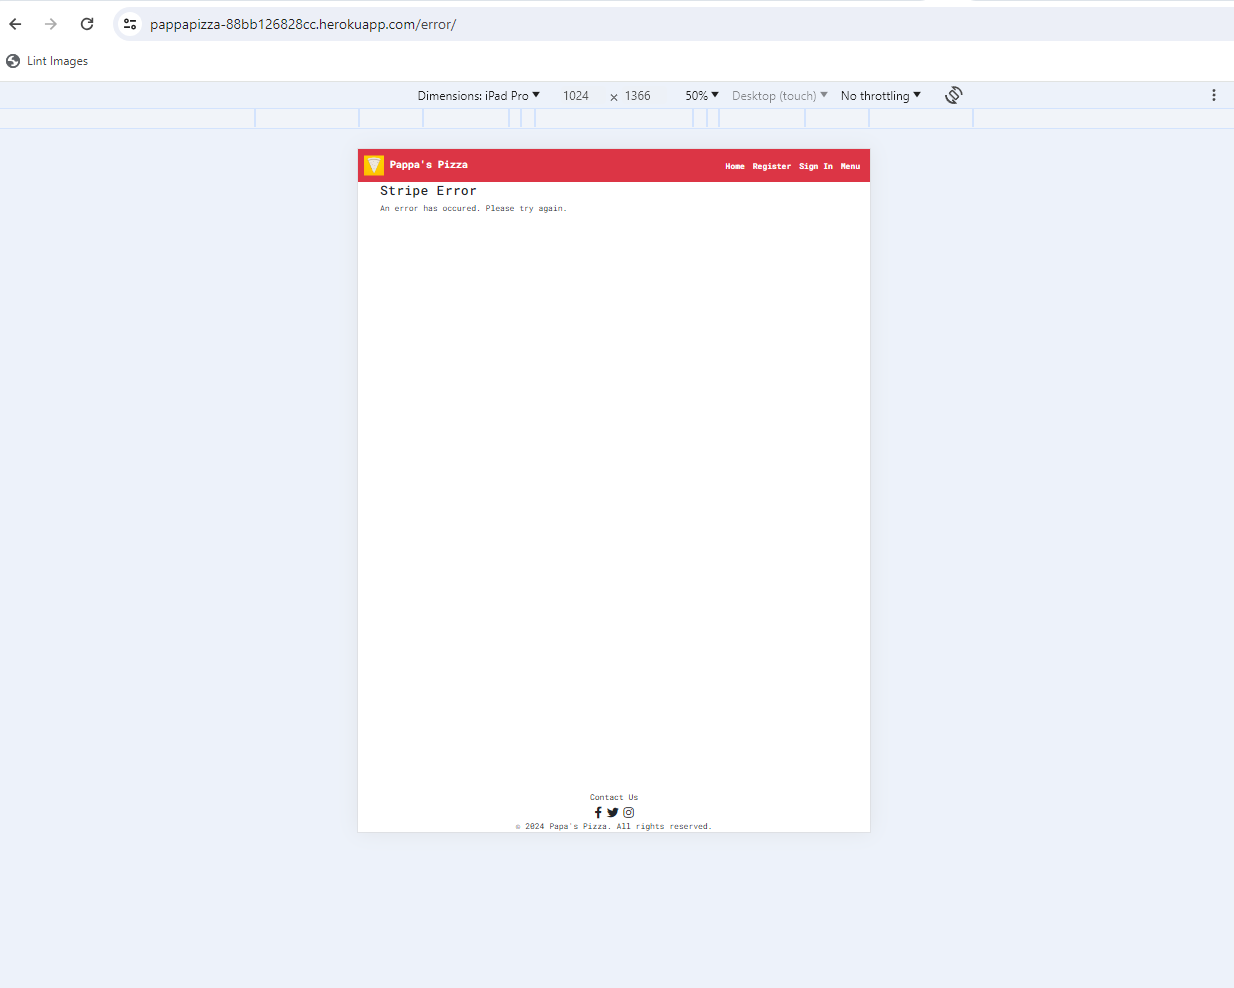 pappapizza-88bb126828cc.herokuapp.com/error/
Lint Images
Dimensions: iPad Pro 1024 × 1366 50% Desktop (touch) No throttling
Pappa's Pizza Home Register Sign In Menu
Stripe Error
An error has occured. Please try again.
Contact Us
© 2024 Papa's Pizza. All rights reserved.